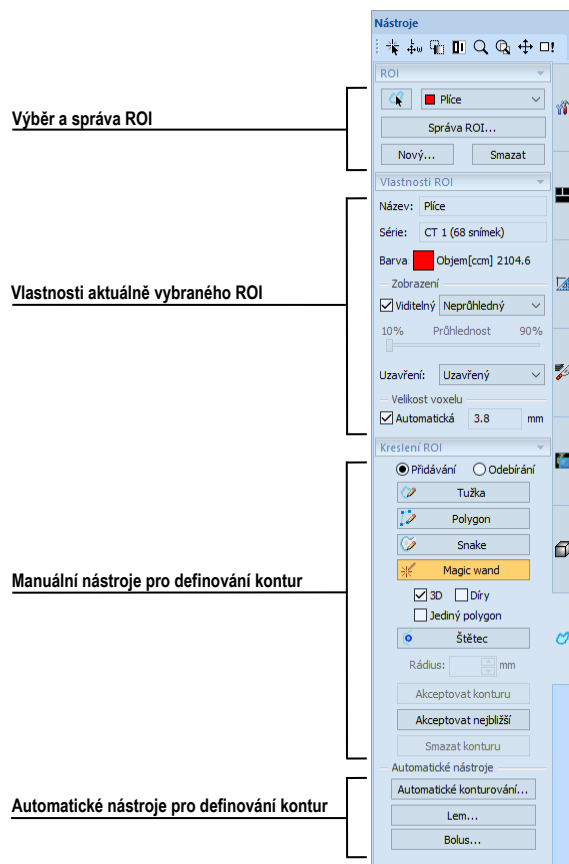 Nástroje
ROI
Výběr a správa ROI
Plíce
Správa ROI...
Nový... Smazat
Vlastnosti ROI
Název: Plíce
Série: CT 1 (68 snímek)
Barva Objem[ccm] 2104.6
Vlastnosti aktuálně vybraného ROI
Zobrazení
Viditelný Neprůhledný
10% Průhlednost 90%
Uzavření: Uzavřený
Velikost voxelu
Automatická 3.8 mm
Kreslení ROI
Přidávání Odebírání
Tužka
Polygon
Snake
Manuální nástroje pro definování kontur
Magic wand
3D Díry
Jediný polygon
Štětec
Rádius: mm
Akceptovat konturu
Akceptovat nejbližší
Smazat konturu
Automatické nástroje
Automatické konturování...
Automatické nástroje pro definování kontur
Lem...
Bolus...